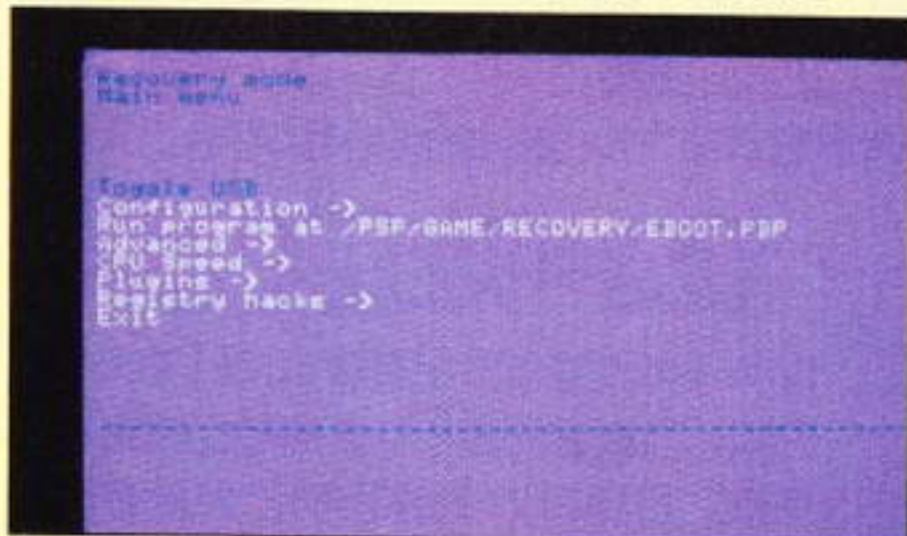 Recovery mode
Main menu
Toggle USB
Configuration ->
Run program at /PSP/GAME/RECOVERY/EBOOT.PBP
Advanced ->
CPU Speed ->
Plugins ->
Registry hacks ->
Exit